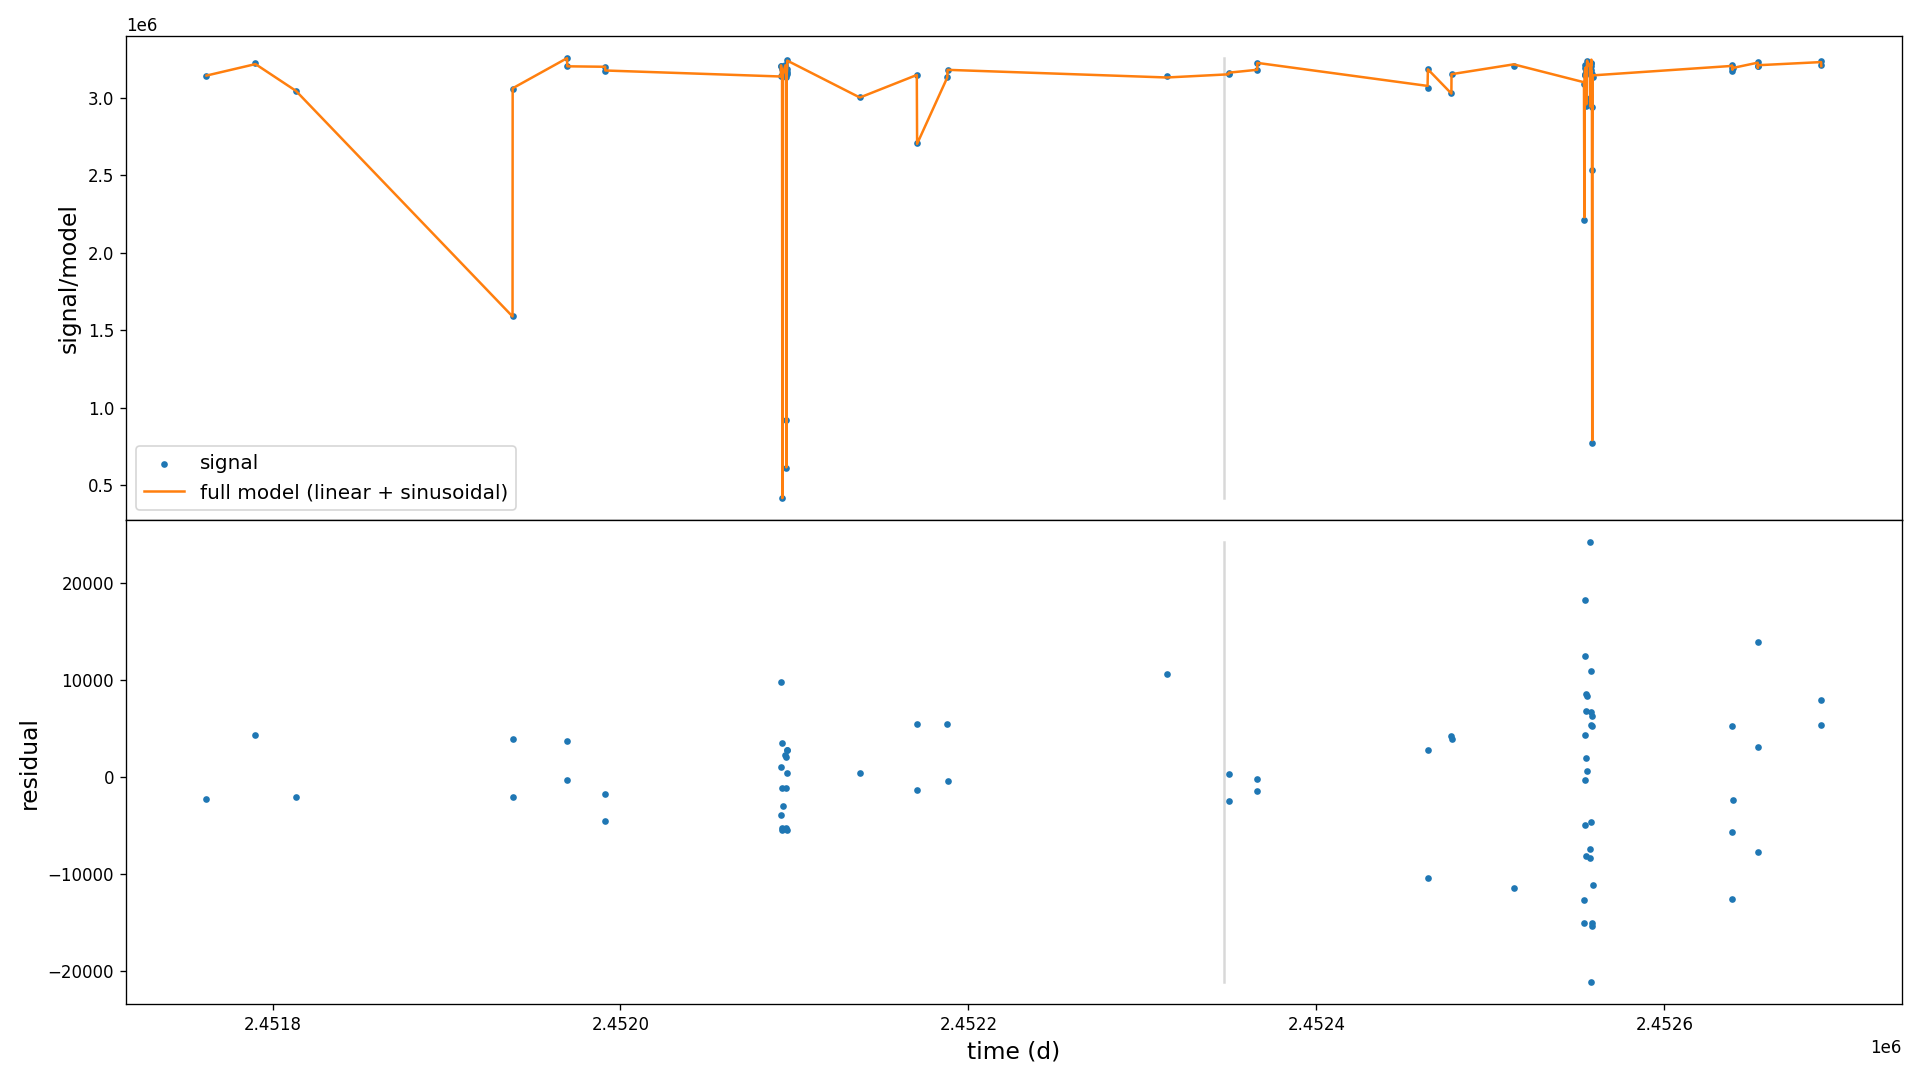 1e6
3.0
2.5
2.0
1.5
1.0
0.5
signal/model
signal
full model (linear + sinusoidal)
20000
10000
0
−10000
−20000
residual
2.4518 2.4520 2.4522 2.4524 2.4526
time (d)
1e6